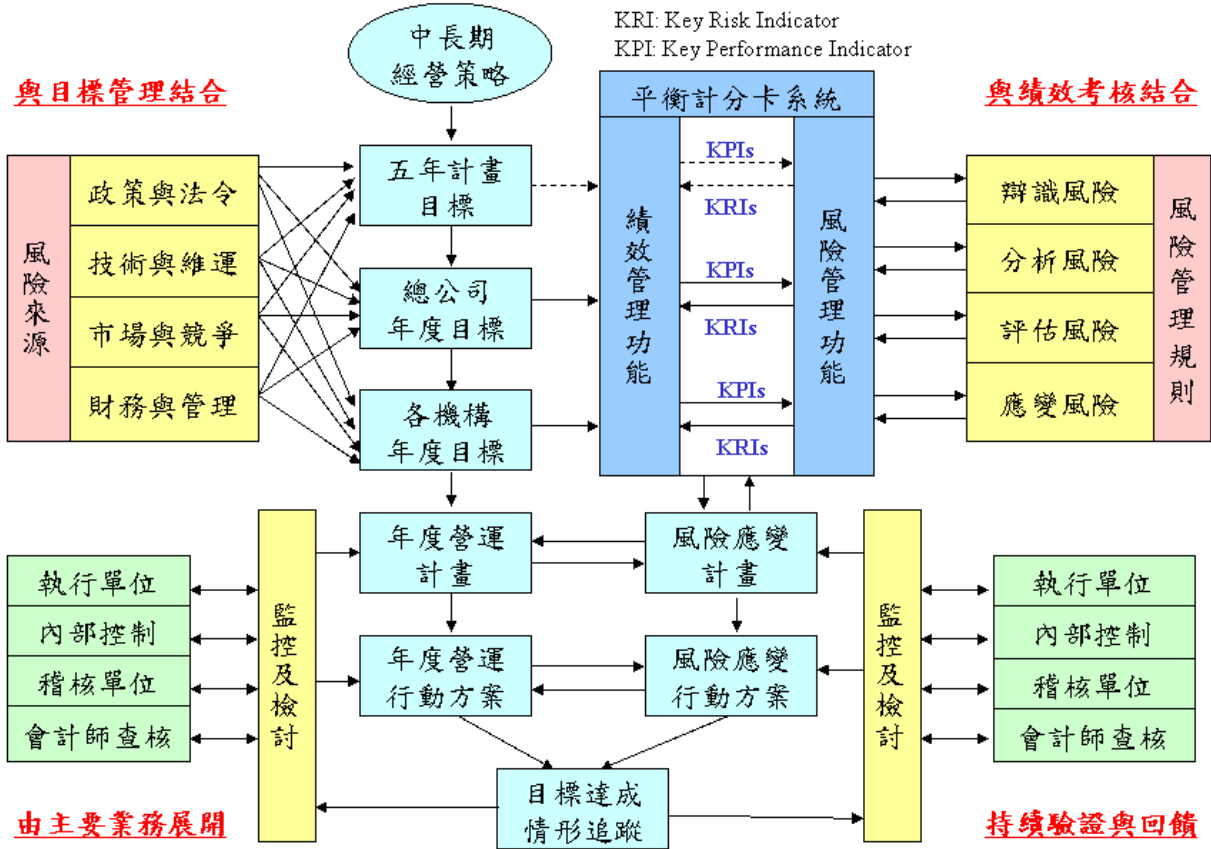 KRI: Key Risk Indicator
KPI: Key Performance Indicator
中長期
經營策略
與目標管理結合
與績效考核結合
平衡計分卡系統
風險來源
政策與法令
技術與維運
市場與競爭
財務與管理
五年計畫
目標
總公司
年度目標
各機構
年度目標
績效管理功能
KPIs
KRIs
KPIs
KRIs
KPIs
KRIs
風險管理功能
辯識風險
分析風險
評估風險
應變風險
風險管理規則
執行單位
內部控制
稽核單位
會計師查核
監控及檢討
年度營運
計畫
風險應變
計畫
年度營運
行動方案
風險應變
行動方案
監控及檢討
執行單位
內部控制
稽核單位
會計師查核
目標達成
情形追蹤
由主要業務展開
持續驗證與回饋